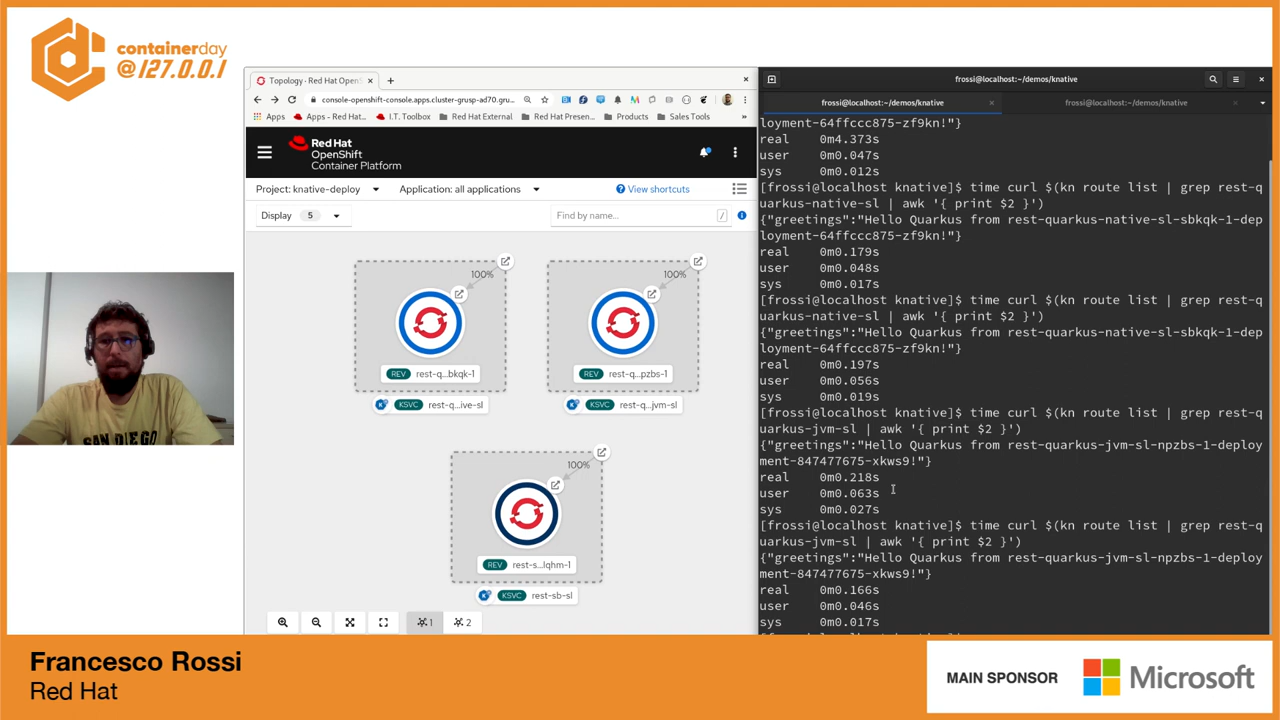 containerday
@127.0.0.1
Topology · Red Hat Open
console-openshift-console.apps.cluster-grusp-ad70.gru...
Apps
Apps - Red Hat...
I.T. Toolbox
Red Hat External
Red Hat Presen...
Products
Sales Tools
Red Hat
OpenShift
Container Platform
Project: knative-deploy
Application: all applications
View shortcuts
Display 5
Find by name...
/
100%
100%
REV rest-q...bkqk-1
REV rest-q...pzbs-1
KSVC rest-q...ive-sl
KSVC rest-q...jvm-sl
100%
REV rest-s...lqhm-1
KSVC rest-sb-sl
1
2
frossi@localhost:~/demos/knative
frossi@localhost:~/demos/knative
frossi@localhost:~/demos/knative
loyment-64ffccc875-zf9kn!"}
real 0m4.373s
user 0m0.047s
sys 0m0.012s
[frossi@localhost knative]$ time curl $(kn route list | grep rest-q
uarkus-native-sl | awk '{ print $2 }')
{"greetings":"Hello Quarkus from rest-quarkus-native-sl-sbkqk-1-dep
loyment-64ffccc875-zf9kn!"}
real 0m0.179s
user 0m0.048s
sys 0m0.017s
[frossi@localhost knative]$ time curl $(kn route list | grep rest-q
uarkus-native-sl | awk '{ print $2 }')
{"greetings":"Hello Quarkus from rest-quarkus-native-sl-sbkqk-1-dep
loyment-64ffccc875-zf9kn!"}
real 0m0.197s
user 0m0.056s
sys 0m0.019s
[frossi@localhost knative]$ time curl $(kn route list | grep rest-q
uarkus-jvm-sl | awk '{ print $2 }')
{"greetings":"Hello Quarkus from rest-quarkus-jvm-sl-npzbs-1-deploy
ment-847477675-xkws9!"}
real 0m0.218s
user 0m0.063s
sys 0m0.027s
[frossi@localhost knative]$ time curl $(kn route list | grep rest-q
uarkus-jvm-sl | awk '{ print $2 }')
{"greetings":"Hello Quarkus from rest-quarkus-jvm-sl-npzbs-1-deploy
ment-847477675-xkws9!"}
real 0m0.166s
user 0m0.046s
sys 0m0.017s
SAN DIEGO
Francesco Rossi
Red Hat
MAIN SPONSOR
Microsoft